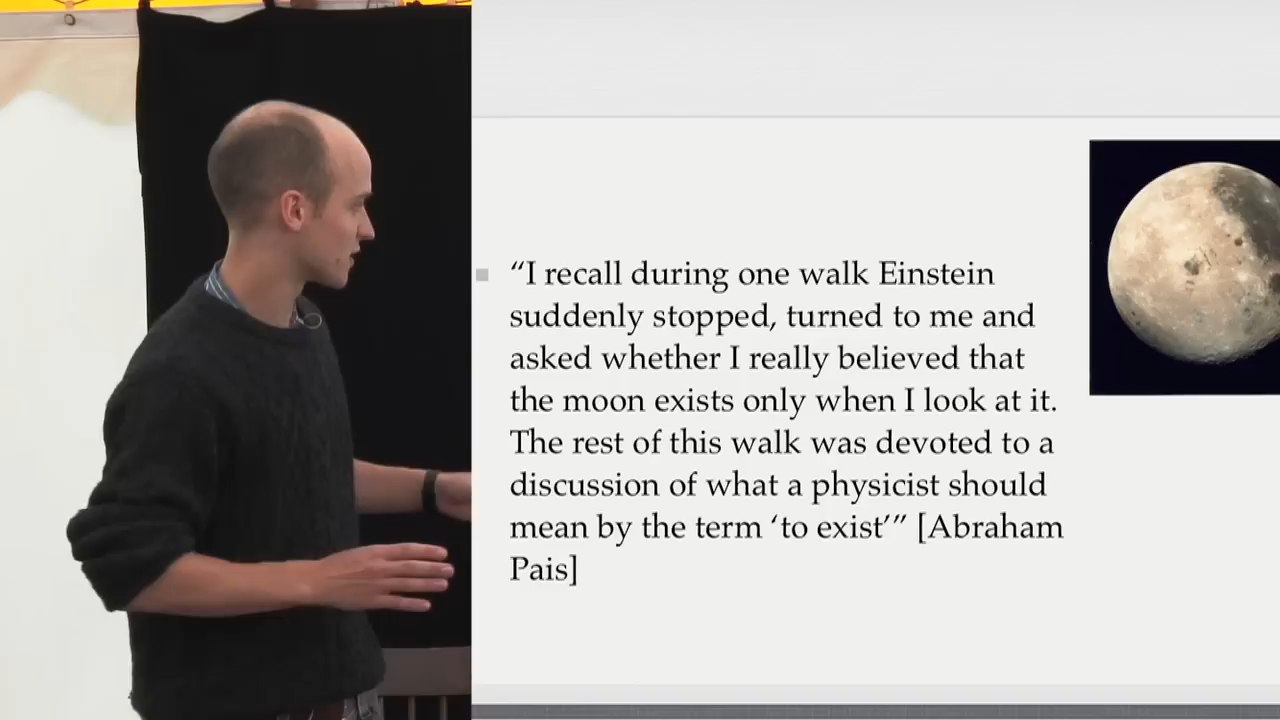 “I recall during one walk Einstein
suddenly stopped, turned to me and
asked whether I really believed that
the moon exists only when I look at it.
The rest of this walk was devoted to a
discussion of what a physicist should
mean by the term ‘to exist’” [Abraham
Pais]